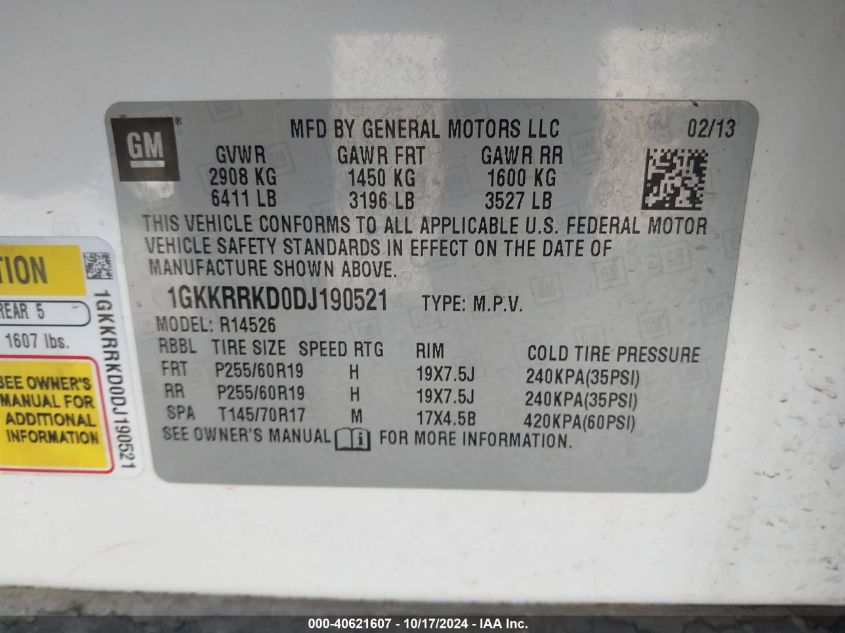 GM ®
MFD BY GENERAL MOTORS LLC 02/13
GVWR GAWR FRT GAWR RR
2908 KG 1450 KG 1600 KG
6411 LB 3196 LB 3527 LB
THIS VEHICLE CONFORMS TO ALL APPLICABLE U.S. FEDERAL MOTOR
VEHICLE SAFETY STANDARDS IN EFFECT ON THE DATE OF
MANUFACTURE SHOWN ABOVE.
1GKKRRKD0DJ190521 TYPE: M.P.V.
MODEL: R14526
RBBL TIRE SIZE SPEED RTG RIM COLD TIRE PRESSURE
FRT P255/60R19 H 19X7.5J 240KPA(35PSI)
RR P255/60R19 H 19X7.5J 240KPA(35PSI)
SPA T145/70R17 M 17X4.5B 420KPA(60PSI)
SEE OWNER'S MANUAL FOR MORE INFORMATION.
REAR 5
1607 lbs.
SEE OWNER'S
MANUAL FOR
ADDITIONAL
INFORMATION
1GKKRRKD0DJ190521
000-40621607 - 10/17/2024 - IAA Inc.